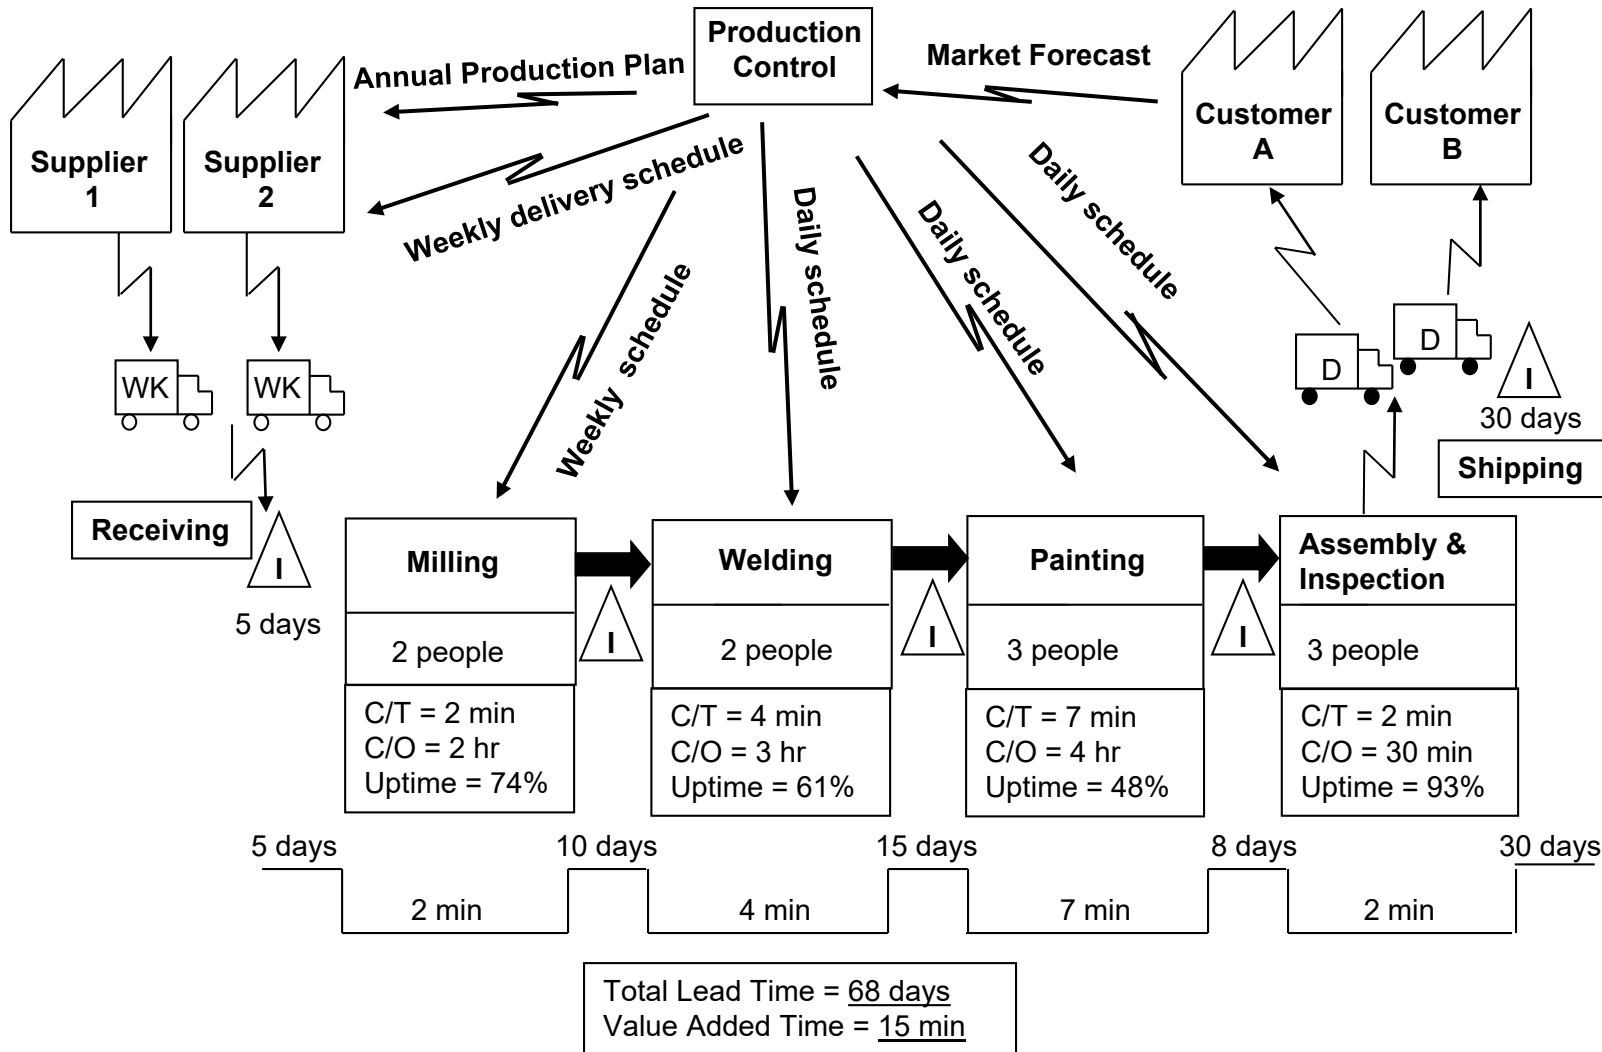 Production
Control
Market Forecast
Annual Production Plan
Customer
A
Customer
B
Supplier
1
Supplier
2
Weekly delivery schedule
Weekly schedule
Daily schedule
Daily schedule
Daily schedule
WK
WK
D
D
I
30 days
Shipping
Receiving
I
5 days
Milling
2 people
C/T = 2 min
C/O = 2 hr
Uptime = 74%
I
Welding
2 people
C/T = 4 min
C/O = 3 hr
Uptime = 61%
I
Painting
3 people
C/T = 7 min
C/O = 4 hr
Uptime = 48%
I
Assembly &
Inspection
3 people
C/T = 2 min
C/O = 30 min
Uptime = 93%
5 days
10 days
15 days
8 days
30 days
2 min
4 min
7 min
2 min
Total Lead Time = 68 days
Value Added Time = 15 min